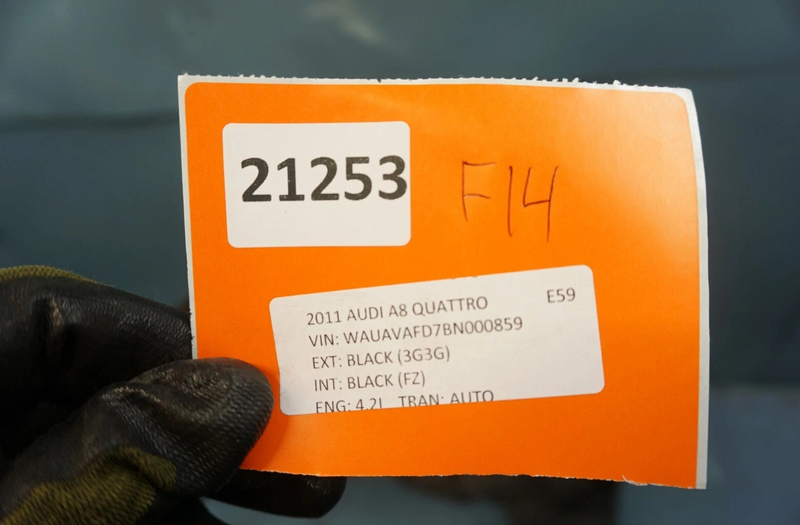 21253
F14
2011 AUDI A8 QUATTRO E59
VIN: WAUAVAFD7BN000859
EXT: BLACK (3G3G)
INT: BLACK (FZ)
ENG: 4.2L TRAN: AUTO